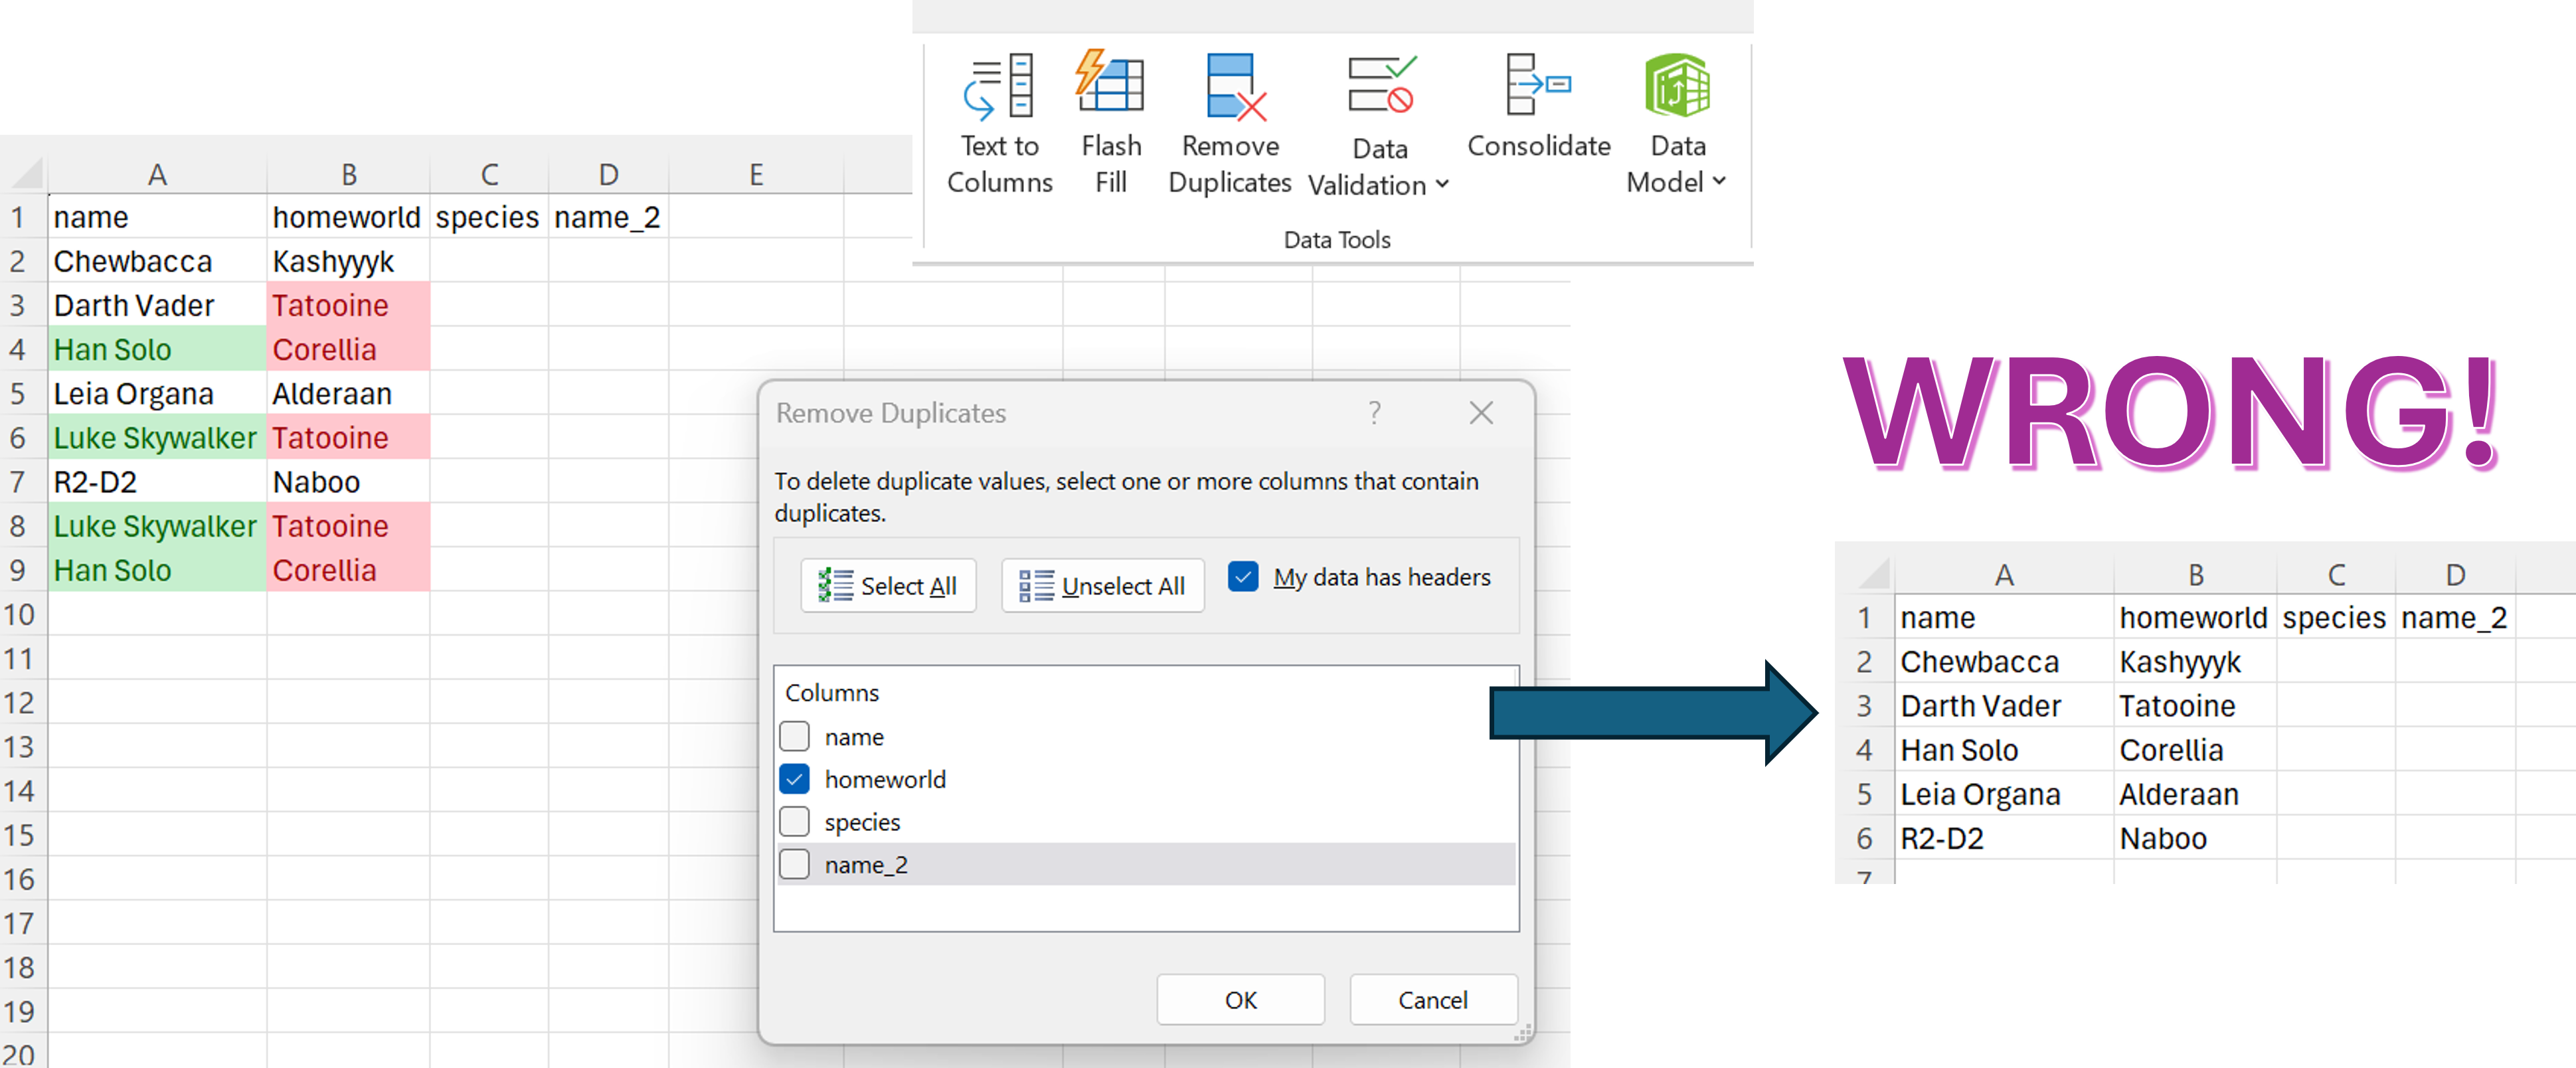 Text to Columns
Flash Fill
Remove Duplicates
Data Validation
Consolidate
Data Model
Data Tools
A B C D E
1 name homeworld species name_2
2 Chewbacca Kashyyyk
3 Darth Vader Tatooine
4 Han Solo Corellia
5 Leia Organa Alderaan
6 Luke Skywalker Tatooine
7 R2-D2 Naboo
8 Luke Skywalker Tatooine
9 Han Solo Corellia
10
11
12
13
14
15
16
17
18
19
20
Remove Duplicates ?
To delete duplicate values, select one or more columns that contain
duplicates.
Select All Unselect All My data has headers
Columns
name
homeworld
species
name_2
OK Cancel
WRONG!
A B C D
1 name homeworld species name_2
2 Chewbacca Kashyyyk
3 Darth Vader Tatooine
4 Han Solo Corellia
5 Leia Organa Alderaan
6 R2-D2 Naboo
7